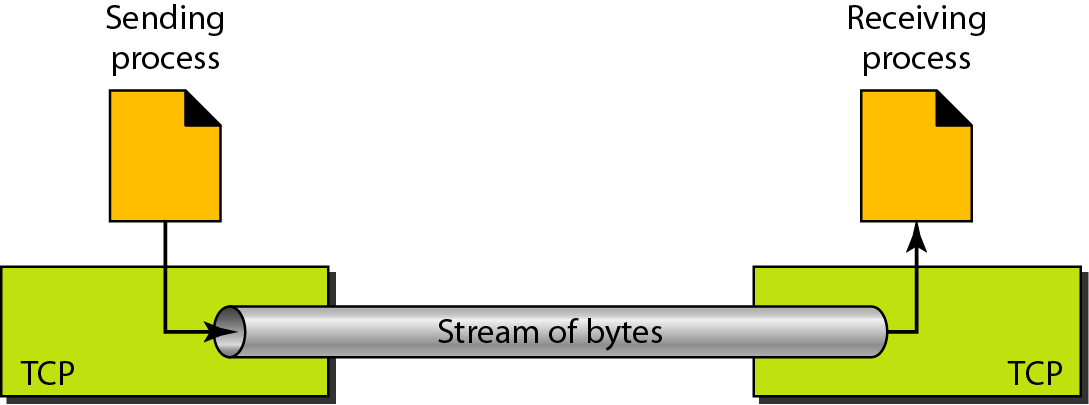 Sending
process
Receiving
process
Stream of bytes
TCP
TCP